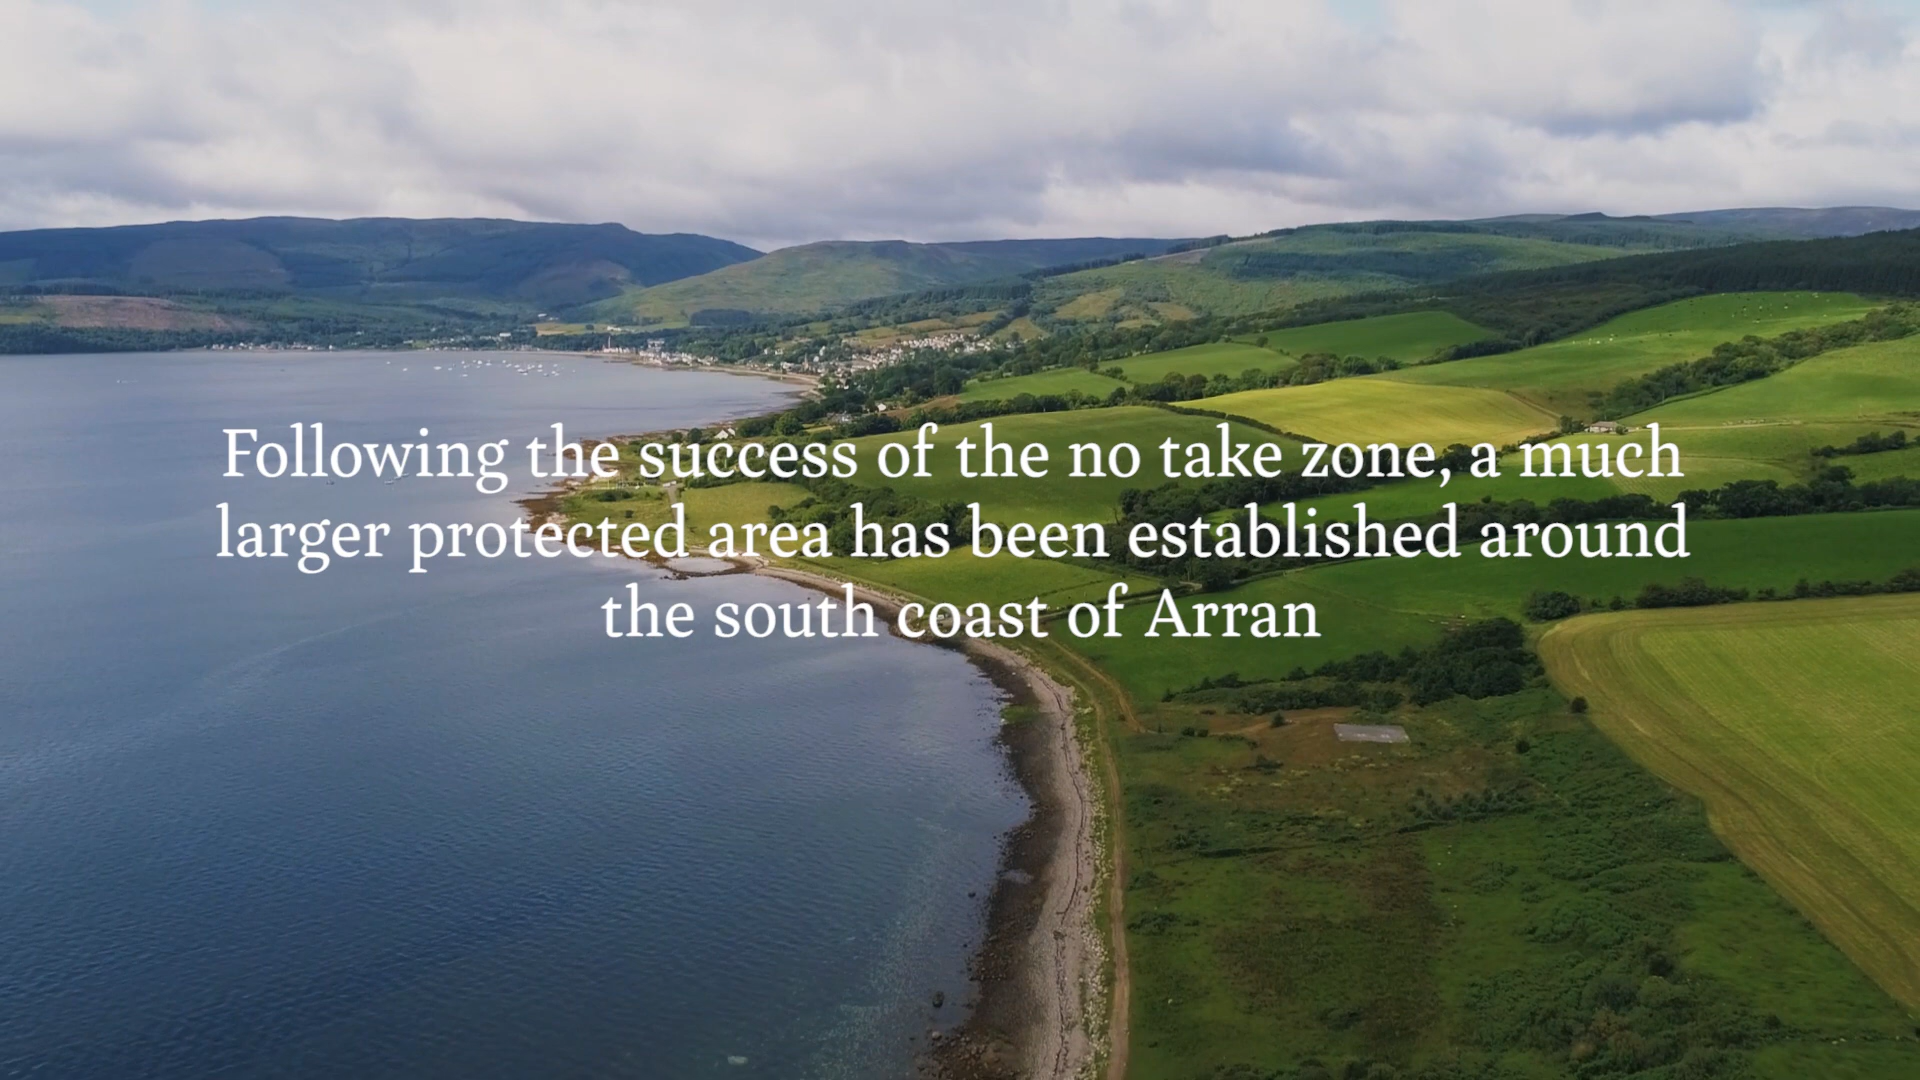 Following the success of the no take zone, a much
larger protected area has been established around
the south coast of Arran